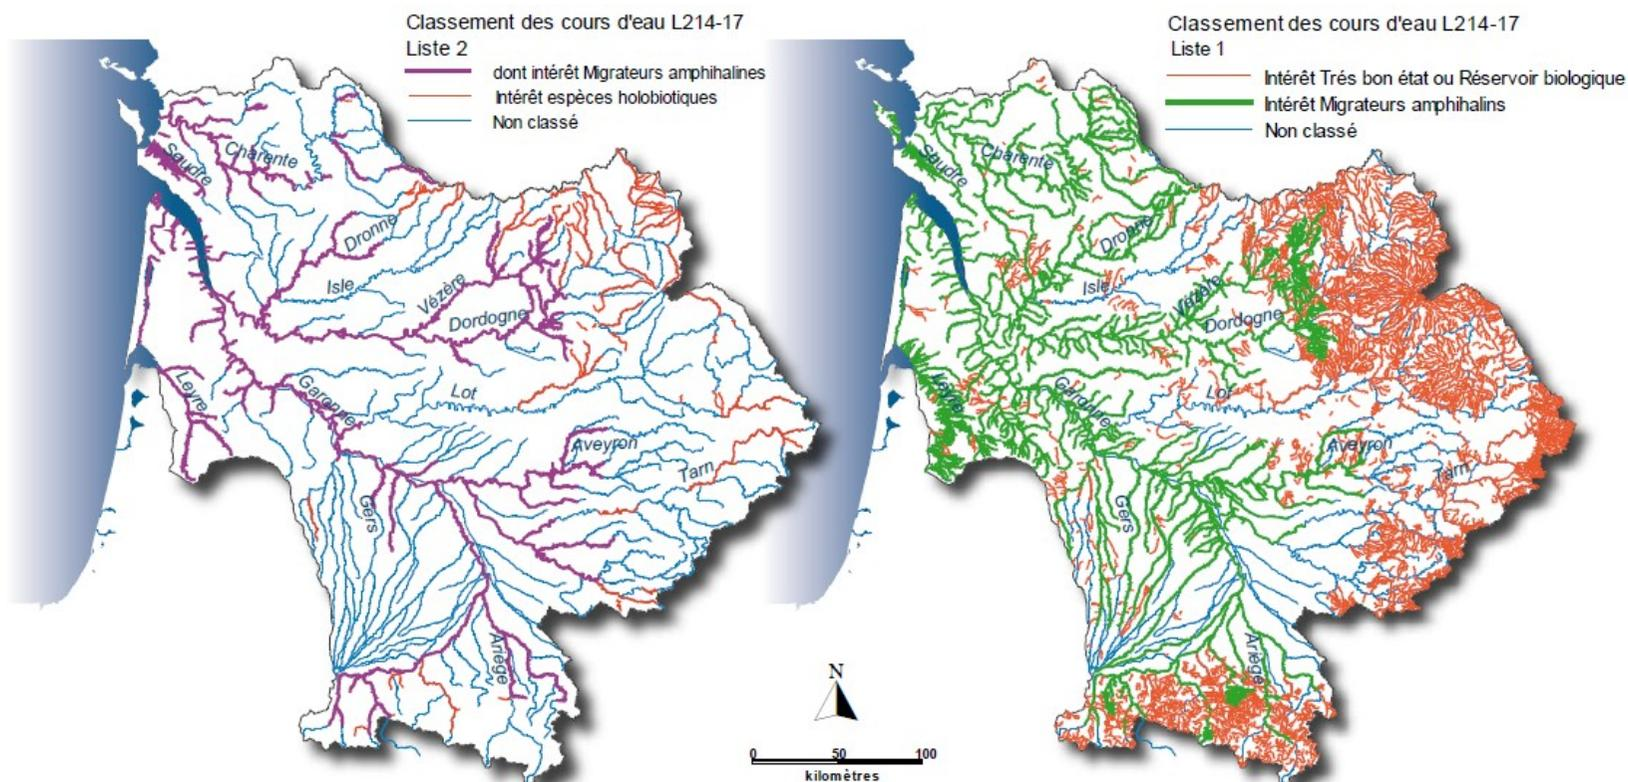 Classement des cours d'eau L214-17
Liste 2
dont intérêt Migrateurs amphihalines
Intérêt espèces holobiotiques
Non classé
Seudre
Charente
Dronne
Isle
Vézère
Dordogne
Leyre
Garonne
Lot
Aveyron
Tarn
Gers
Ariège
Classement des cours d'eau L214-17
Liste 1
Intérêt Trés bon état ou Réservoir biologique
Intérêt Migrateurs amphihalins
Non classé
Seudre
Charente
Dronne
Isle
Vézère
Dordogne
Leyre
Garonne
Lot
Aveyron
Tarn
Gers
Ariège
N
0 50 100
kilomètres